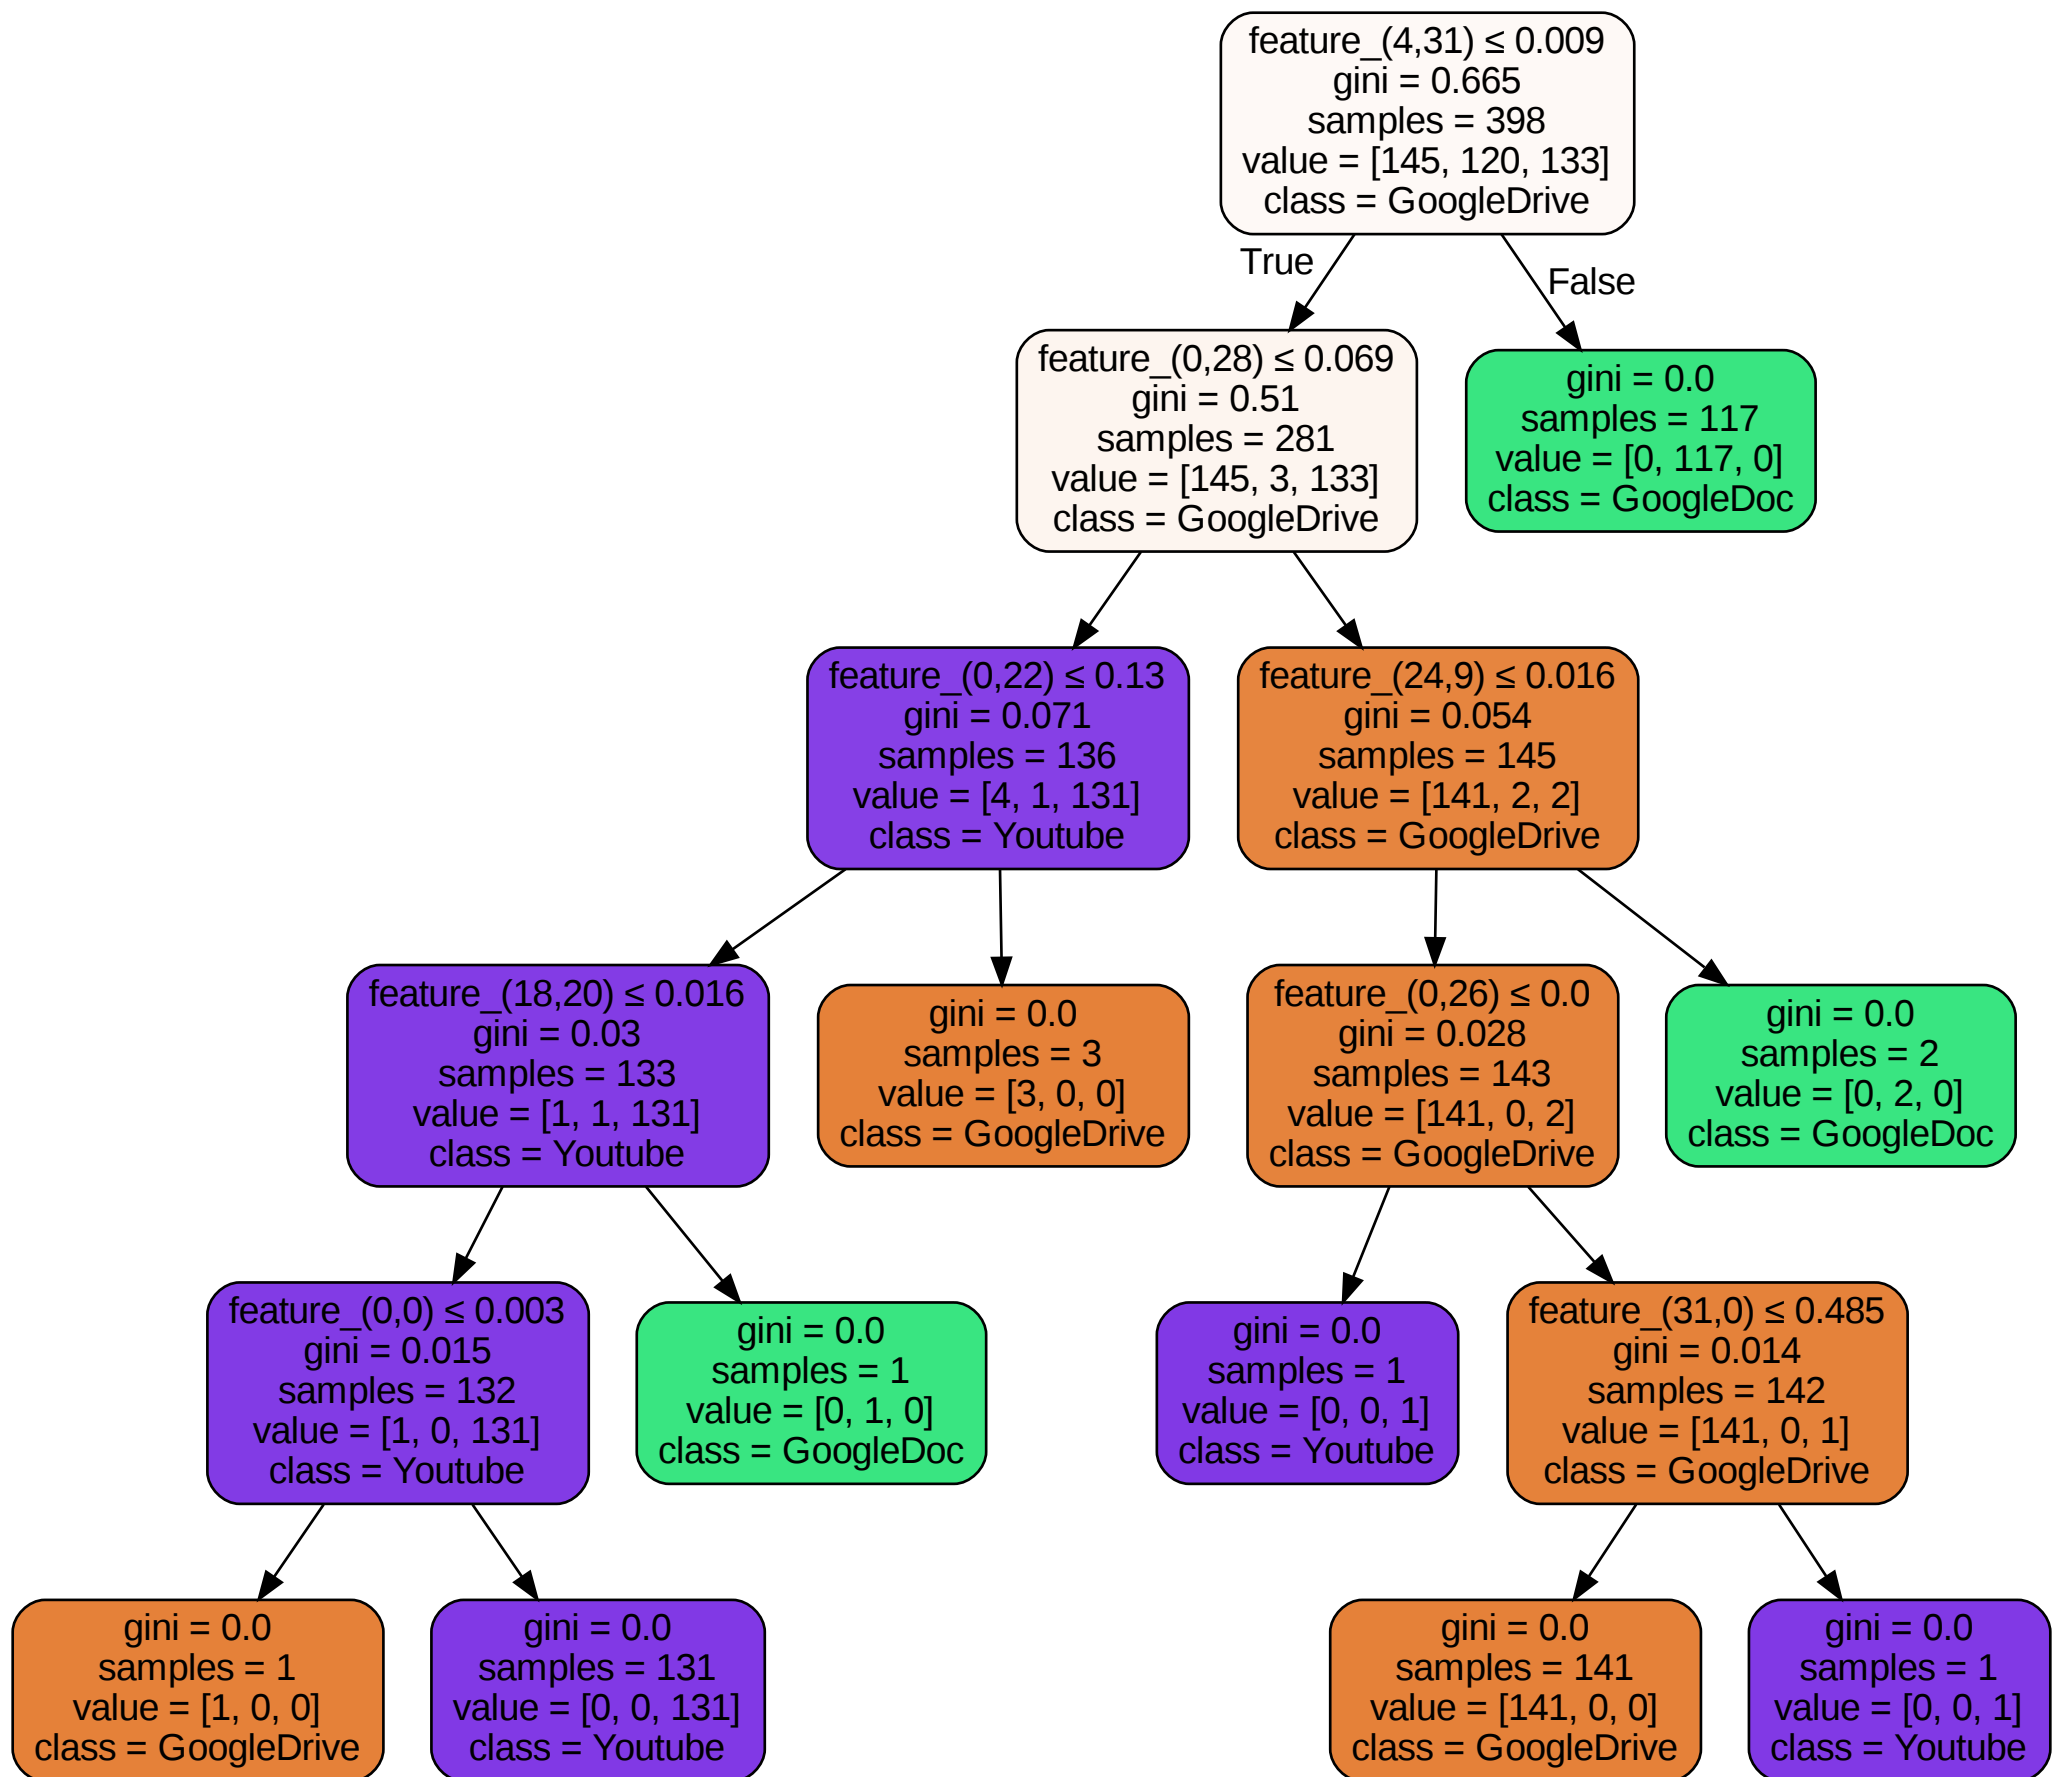 feature_(4,31) ≤ 0.009
gini = 0.665
samples = 398
value = [145, 120, 133]
class = GoogleDrive
True
False
feature_(0,28) ≤ 0.069
gini = 0.51
samples = 281
value = [145, 3, 133]
class = GoogleDrive
gini = 0.0
samples = 117
value = [0, 117, 0]
class = GoogleDoc
feature_(0,22) ≤ 0.13
gini = 0.071
samples = 136
value = [4, 1, 131]
class = Youtube
feature_(24,9) ≤ 0.016
gini = 0.054
samples = 145
value = [141, 2, 2]
class = GoogleDrive
feature_(18,20) ≤ 0.016
gini = 0.03
samples = 133
value = [1, 1, 131]
class = Youtube
gini = 0.0
samples = 3
value = [3, 0, 0]
class = GoogleDrive
feature_(0,26) ≤ 0.0
gini = 0.028
samples = 143
value = [141, 0, 2]
class = GoogleDrive
gini = 0.0
samples = 2
value = [0, 2, 0]
class = GoogleDoc
feature_(0,0) ≤ 0.003
gini = 0.015
samples = 132
value = [1, 0, 131]
class = Youtube
gini = 0.0
samples = 1
value = [0, 1, 0]
class = GoogleDoc
gini = 0.0
samples = 1
value = [0, 0, 1]
class = Youtube
feature_(31,0) ≤ 0.485
gini = 0.014
samples = 142
value = [141, 0, 1]
class = GoogleDrive
gini = 0.0
samples = 1
value = [1, 0, 0]
class = GoogleDrive
gini = 0.0
samples = 131
value = [0, 0, 131]
class = Youtube
gini = 0.0
samples = 141
value = [141, 0, 0]
class = GoogleDrive
gini = 0.0
samples = 1
value = [0, 0, 1]
class = Youtube